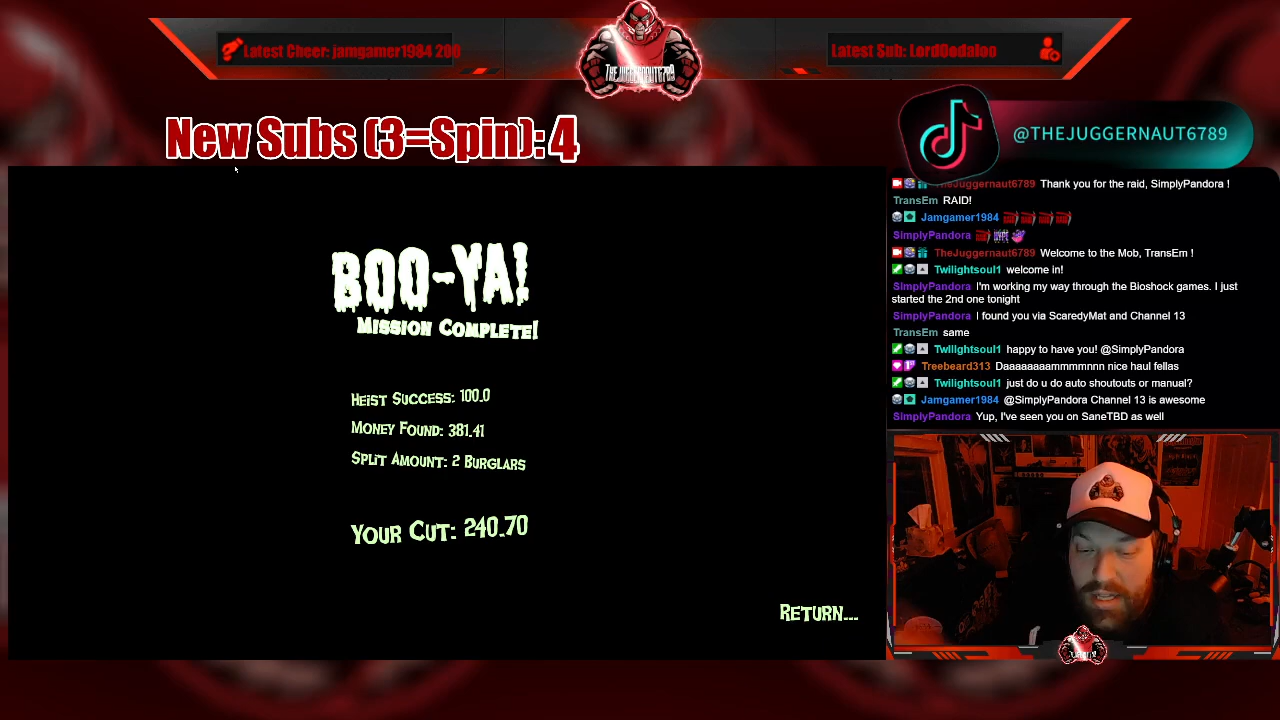 Latest Cheer: jamgamer1984 200
THEJUGGERNAUT6789
Latest Sub: LordOodaloo
New Subs (3=Spin): 4
@THEJUGGERNAUT6789
BOO-YA!
MISSION COMPLETE!
HEIST SUCCESS: 100.0
MONEY FOUND: 381.41
SPLIT AMOUNT: 2 BURGLARS
YOUR CUT: 240.70
RETURN...
TheJuggernaut6789 Thank you for the raid, SimplyPandora !
TransEm RAID!
Jamgamer1984
SimplyPandora
TheJuggernaut6789 Welcome to the Mob, TransEm !
Twilightsoul1 welcome in!
SimplyPandora I'm working my way through the Bioshock games. I just
started the 2nd one tonight
SimplyPandora I found you via ScaredyMat and Channel 13
TransEm same
Twilightsoul1 happy to have you! @SimplyPandora
Treebeard313 Daaaaaaaammmmnnn nice haul fellas
Twilightsoul1 just do u do auto shoutouts or manual?
Jamgamer1984 @SimplyPandora Channel 13 is awesome
SimplyPandora Yup, I've seen you on SaneTBD as well